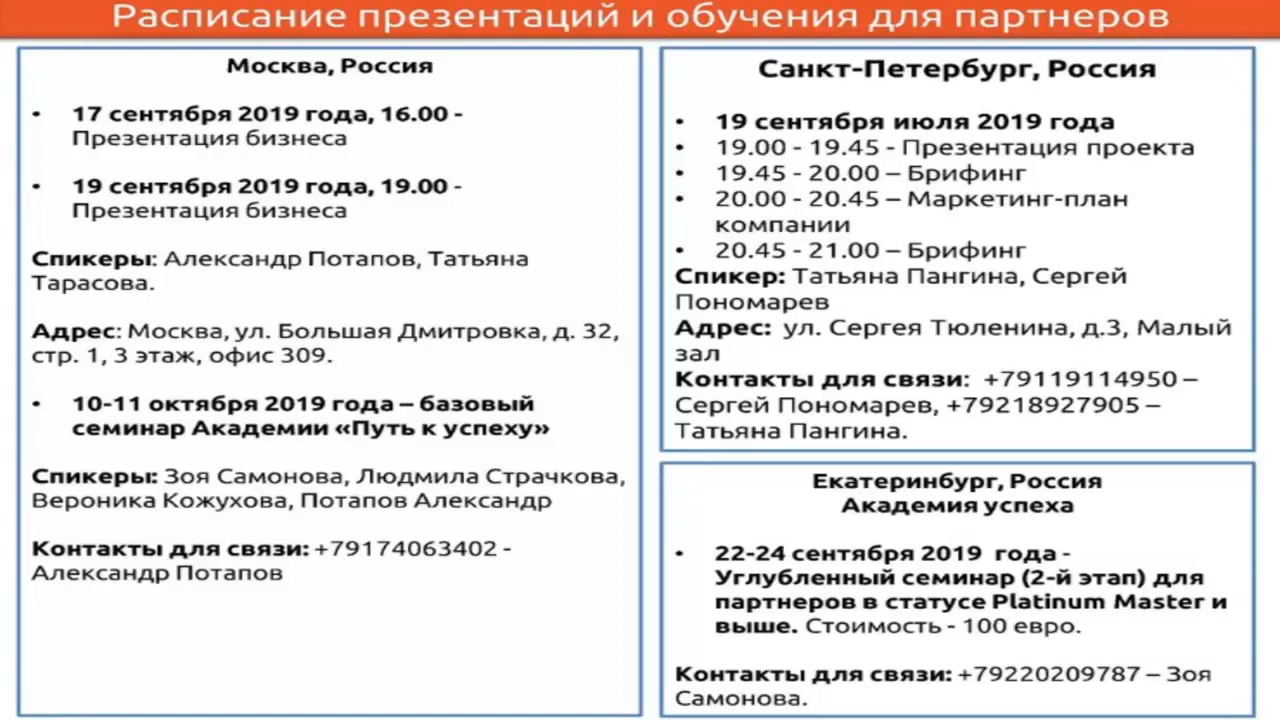 Расписание презентаций и обучения для партнеров
Москва, Россия
• 17 сентября 2019 года, 16.00 -
Презентация бизнеса
• 19 сентября 2019 года, 19.00 -
Презентация бизнеса
Спикеры: Александр Потапов, Татьяна
Тарасова.
Адрес: Москва, ул. Большая Дмитровка, д. 32,
стр. 1, 3 этаж, офис 309.
• 10-11 октября 2019 года – базовый
семинар Академии «Путь к успеху»
Спикеры: Зоя Самонова, Людмила Страчкова,
Вероника Кожухова, Потапов Александр
Контакты для связи: +79174063402 -
Александр Потапов
Санкт-Петербург, Россия
• 19 сентября июля 2019 года
• 19.00 - 19.45 - Презентация проекта
• 19.45 - 20.00 – Брифинг
• 20.00 - 20.45 – Маркетинг-план
компании
• 20.45 - 21.00 – Брифинг
Спикер: Татьяна Пангина, Сергей
Пономарев
Адрес: ул. Сергея Тюленина, д.3, Малый
зал
Контакты для связи: +79119114950 –
Сергей Пономарев, +79218927905 –
Татьяна Пангина.
Екатеринбург, Россия
Академия успеха
• 22-24 сентября 2019 года -
Углубленный семинар (2-й этап) для
партнеров в статусе Platinum Master и
выше. Стоимость - 100 евро.
Контакты для связи: +79220209787 – Зоя
Самонова.